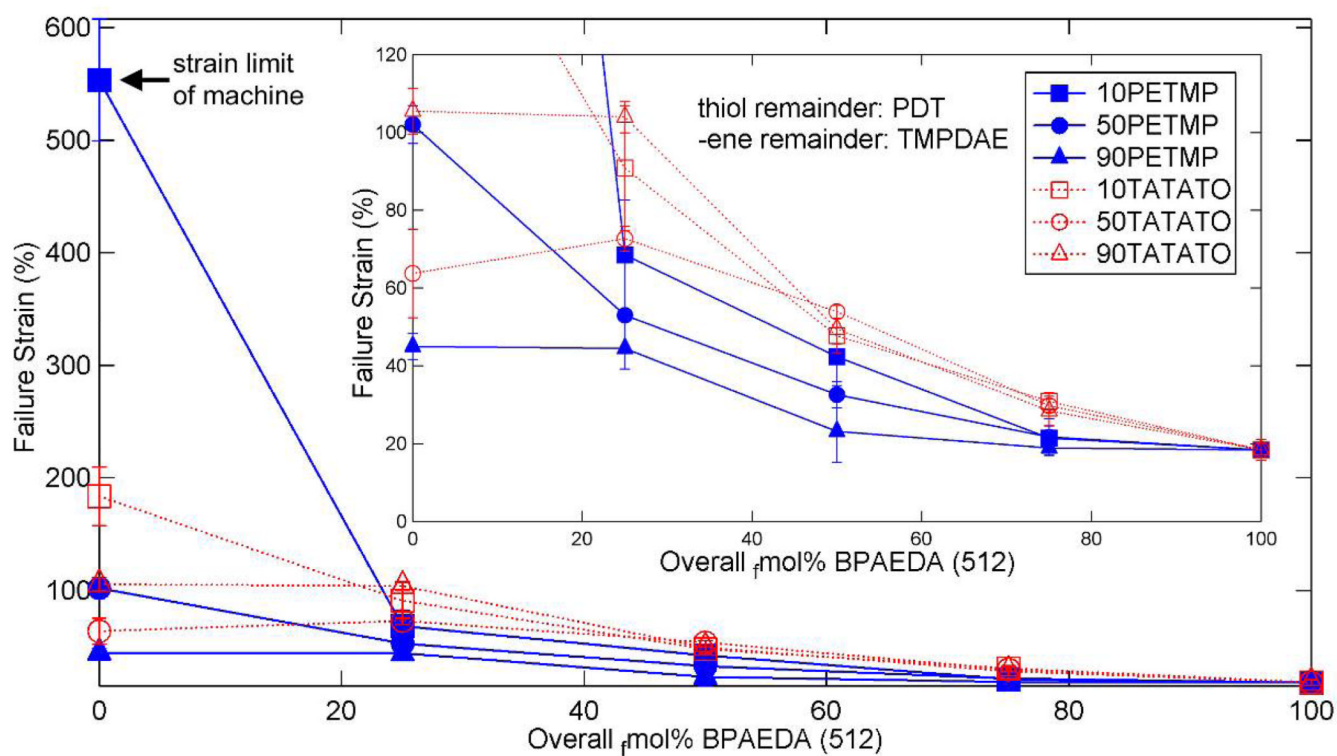 600
500
400
300
200
100
Failure Strain (%)
strain limit
of machine
120
100
80
60
40
20
0
Failure Strain (%)
thiol remainder: PDT
-ene remainder: TMPDAE
10PETMP
50PETMP
90PETMP
10TATATO
50TATATO
90TATATO
0 20 40 60 80 100
Overall fmol% BPAEDA (512)
0 20 40 60 80 100
Overall fmol% BPAEDA (512)